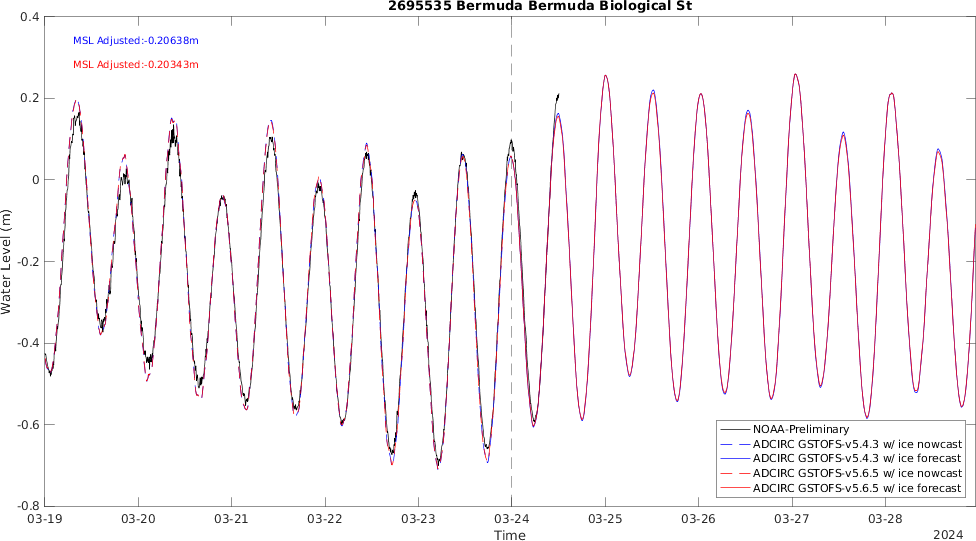 2695535 Bermuda Bermuda Biological St
0.4
MSL Adjusted:-0.20638m
MSL Adjusted:-0.20343m
0.2
0
-0.2
-0.4
-0.6
-0.8
Water Level (m)
NOAA-Preliminary
ADCIRC GSTOFS-v5.4.3 w/ ice nowcast
ADCIRC GSTOFS-v5.4.3 w/ ice forecast
ADCIRC GSTOFS-v5.6.5 w/ ice nowcast
ADCIRC GSTOFS-v5.6.5 w/ ice forecast
03-19 03-20 03-21 03-22 03-23 03-24 03-25 03-26 03-27 03-28
Time
2024